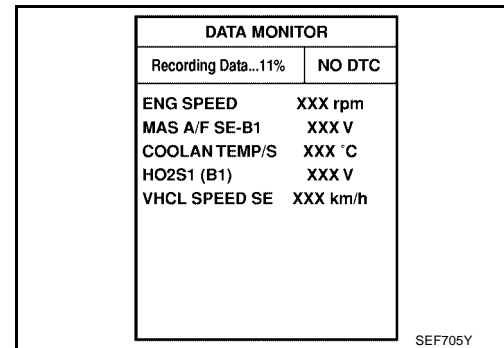 DATA MONITOR
Recording Data...11% NO DTC
ENG SPEED XXX rpm
MAS A/F SE-B1 XXX V
COOLAN TEMP/S XXX °C
HO2S1 (B1) XXX V
VHCL SPEED SE XXX km/h
SEF705Y